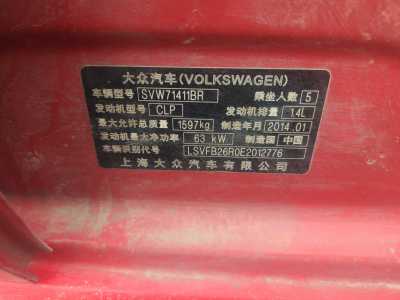 大众汽车(VOLKSWAGEN)
车辆型号 SVW71411BR 乘坐人数 5
发动机型号 CLP 发动机排量 1.4L
最大允许总质量 1597kg 制造年月 2014.01
发动机最大净功率 63 kW 制造国 中国
车辆识别代号 LSVFB26R0E2012776
上海大众汽车有限公司